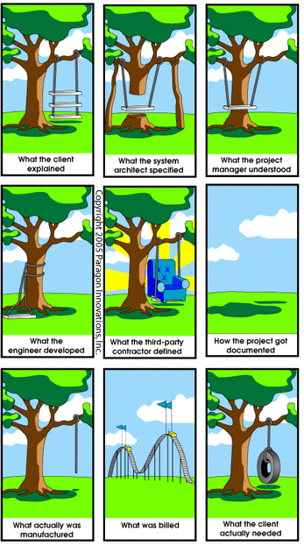 What the client
explained
What the system
architect specified
What the project
manager understood
Copyright 2005 Paragon Innovations, Inc.
What the
engineer developed
What the third-party
contractor defined
How the project got
documented
What actually was
manufactured
What was billed
What the client
actually needed